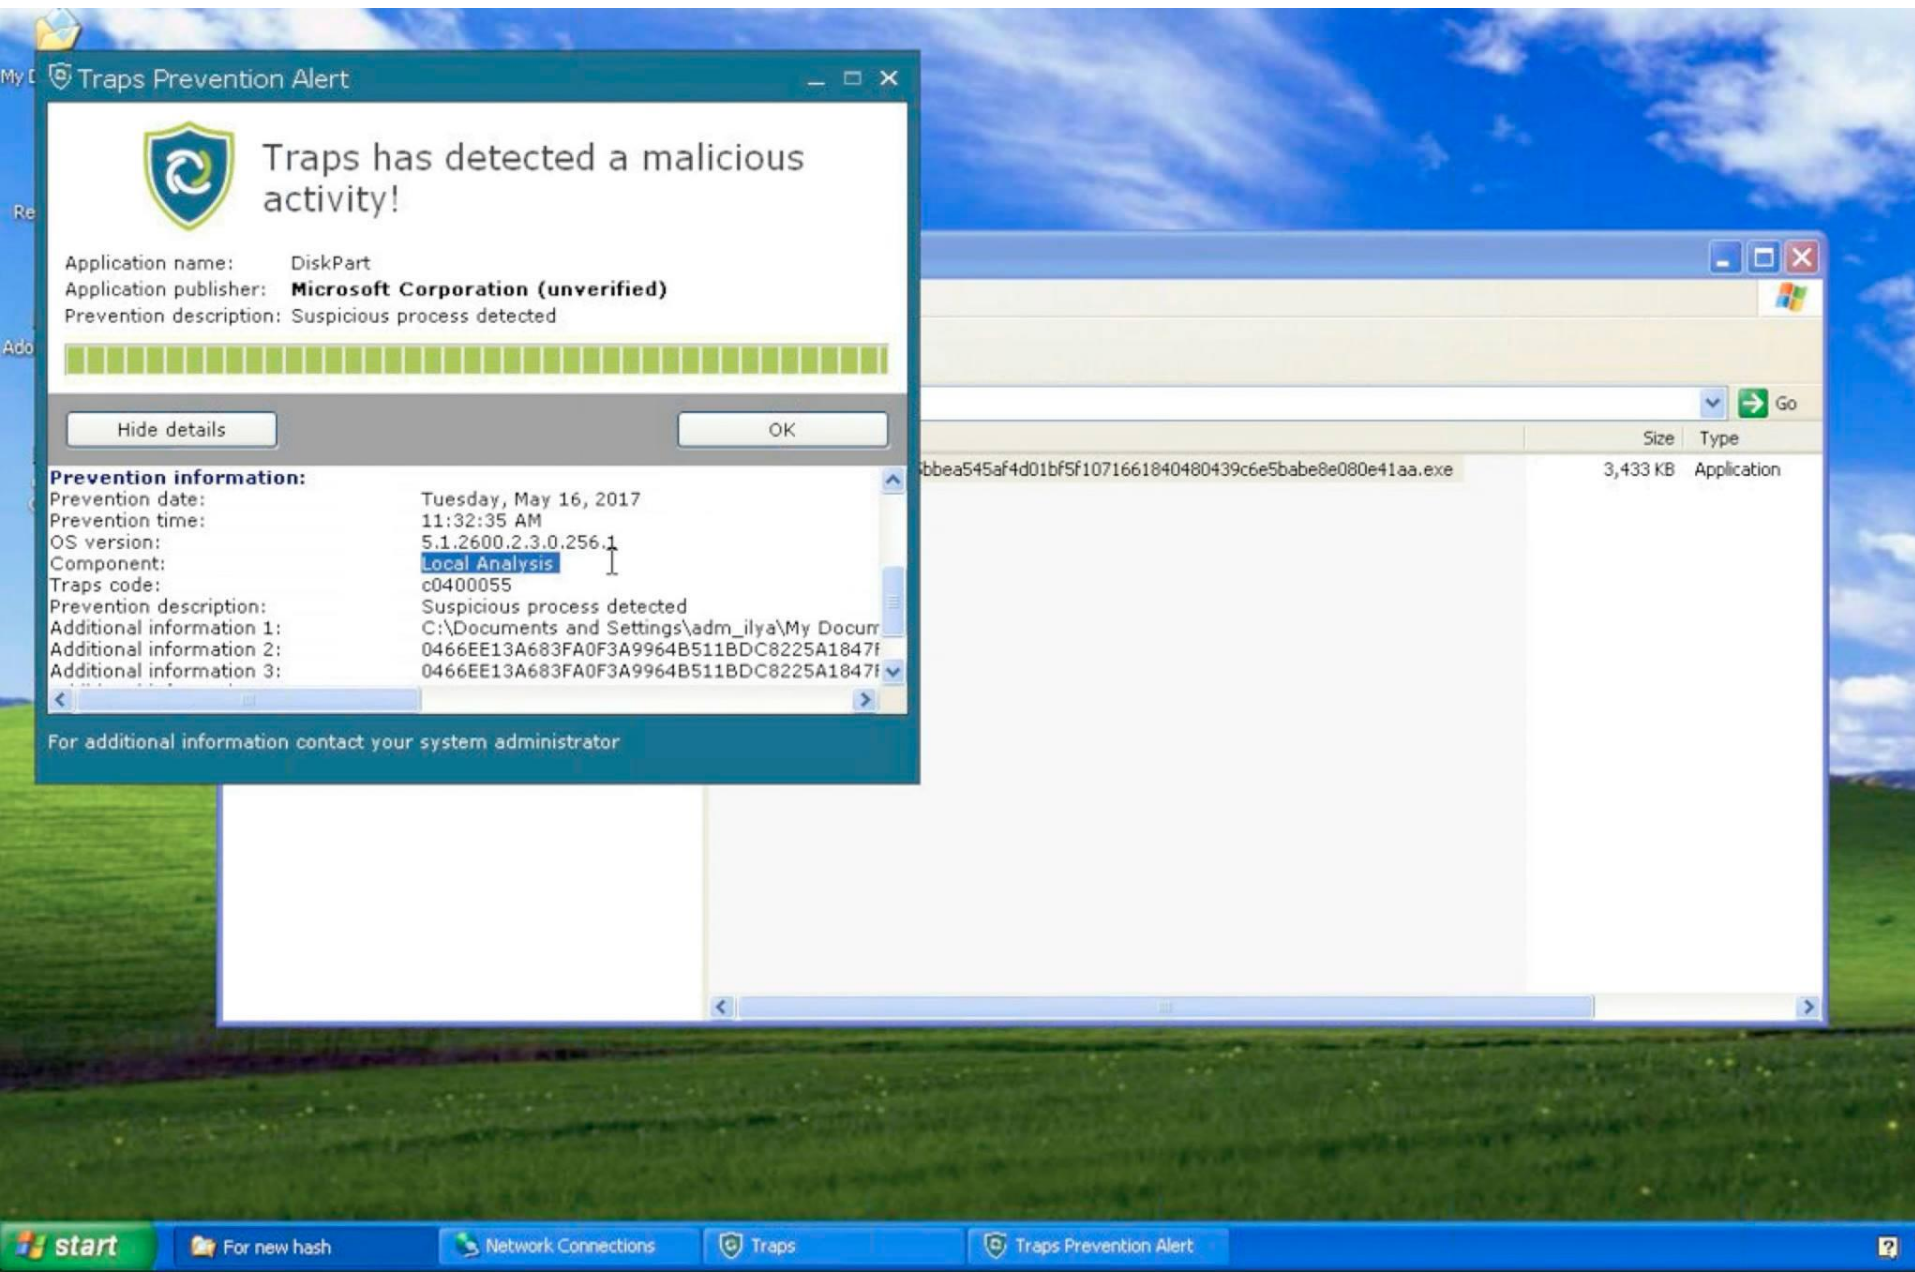 My D
Re
Ado
Traps Prevention Alert
Traps has detected a malicious
activity!
Application name: DiskPart
Application publisher: Microsoft Corporation (unverified)
Prevention description: Suspicious process detected
Hide details OK
Prevention information:
Prevention date: Tuesday, May 16, 2017
Prevention time: 11:32:35 AM
OS version: 5.1.2600.2.3.0.256.1
Component: Local Analysis
Traps code: c0400055
Prevention description: Suspicious process detected
Additional information 1: C:\Documents and Settings\adm_ilya\My Docum
Additional information 2: 0466EE13A683FA0F3A9964B511BDC8225A1847F
Additional information 3: 0466EE13A683FA0F3A9964B511BDC8225A1847F
For additional information contact your system administrator
Go
Size Type
bbea545af4d01bf5f1071661840480439c6e5babe8e080e41aa.exe 3,433 KB Application
start For new hash Network Connections Traps Traps Prevention Alert